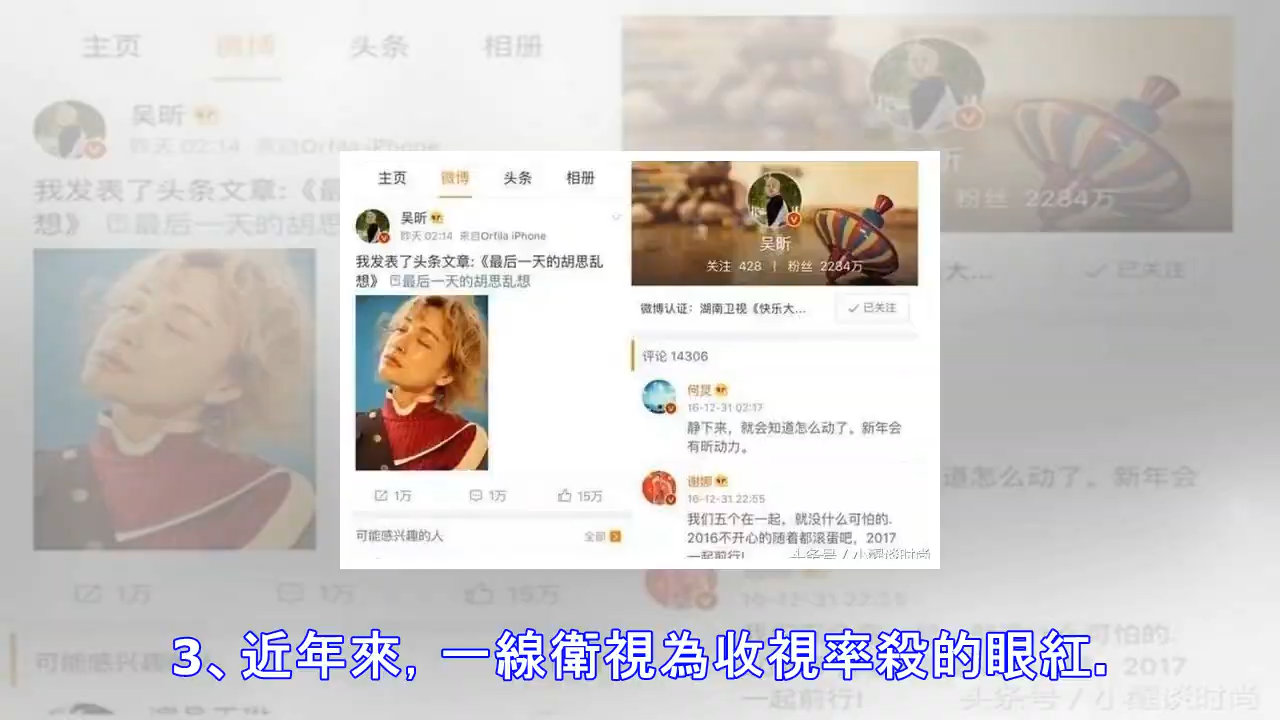 主页 微博 头条 相册
吴昕
昨天 02:14 来自Orfila iPhone
我发表了头条文章:《最后一天的胡思乱
想》 最后一天的胡思乱想
1万 1万 15万
可能感兴趣的人 全部
吴昕
关注 428 | 粉丝 2284万
微博认证：湖南卫视《快乐大... 已关注
评论 14306
何炅
16-12-31 02:17
静下来，就会知道怎么动了。新年会
有昕动力。
谢娜
16-12-31 22:55
我们五个在一起，就没什么可怕的.
2016不开心的随着都滚蛋吧，2017
一起前行!
头条号 / 小醒谈时尚
3、近年來, 一線衛視為收視率殺的眼紅.